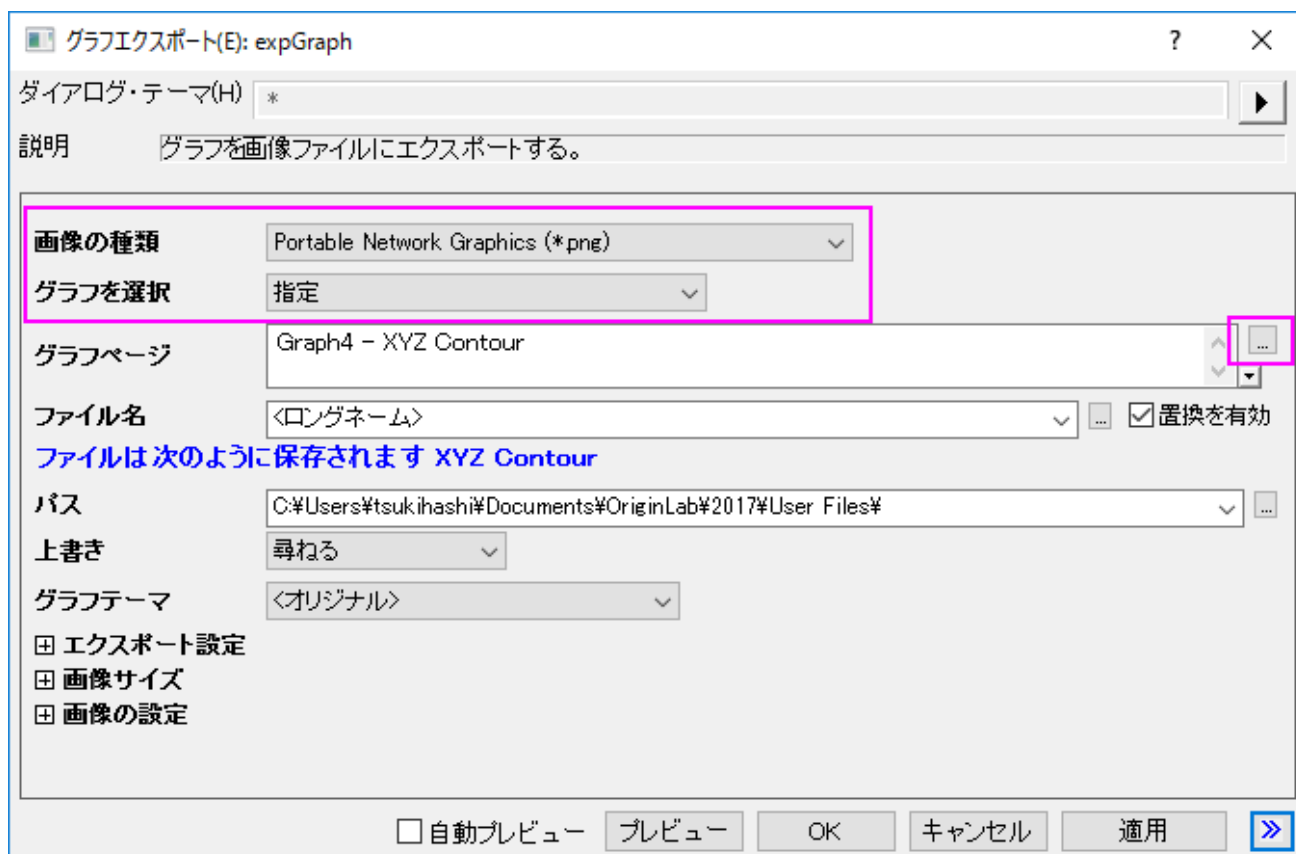 グラフエクスポート(E): expGraph ?
ダイアログ・テーマ(H) *
説明 グラフを画像ファイルにエクスポートする。
画像の種類 Portable Network Graphics (*png)
グラフを選択 指定
グラフページ Graph4 - XYZ Contour ...
ファイル名 <ロングネーム> ... 置換を有効
ファイルは次のように保存されます XYZ Contour
パス C:¥Users¥tsukihashi¥Documents¥OriginLab¥2017¥User Files¥ ...
上書き 尋ねる
グラフテーマ <オリジナル>
エクスポート設定
画像サイズ
画像の設定
自動プレビュー プレビュー OK キャンセル 適用 »